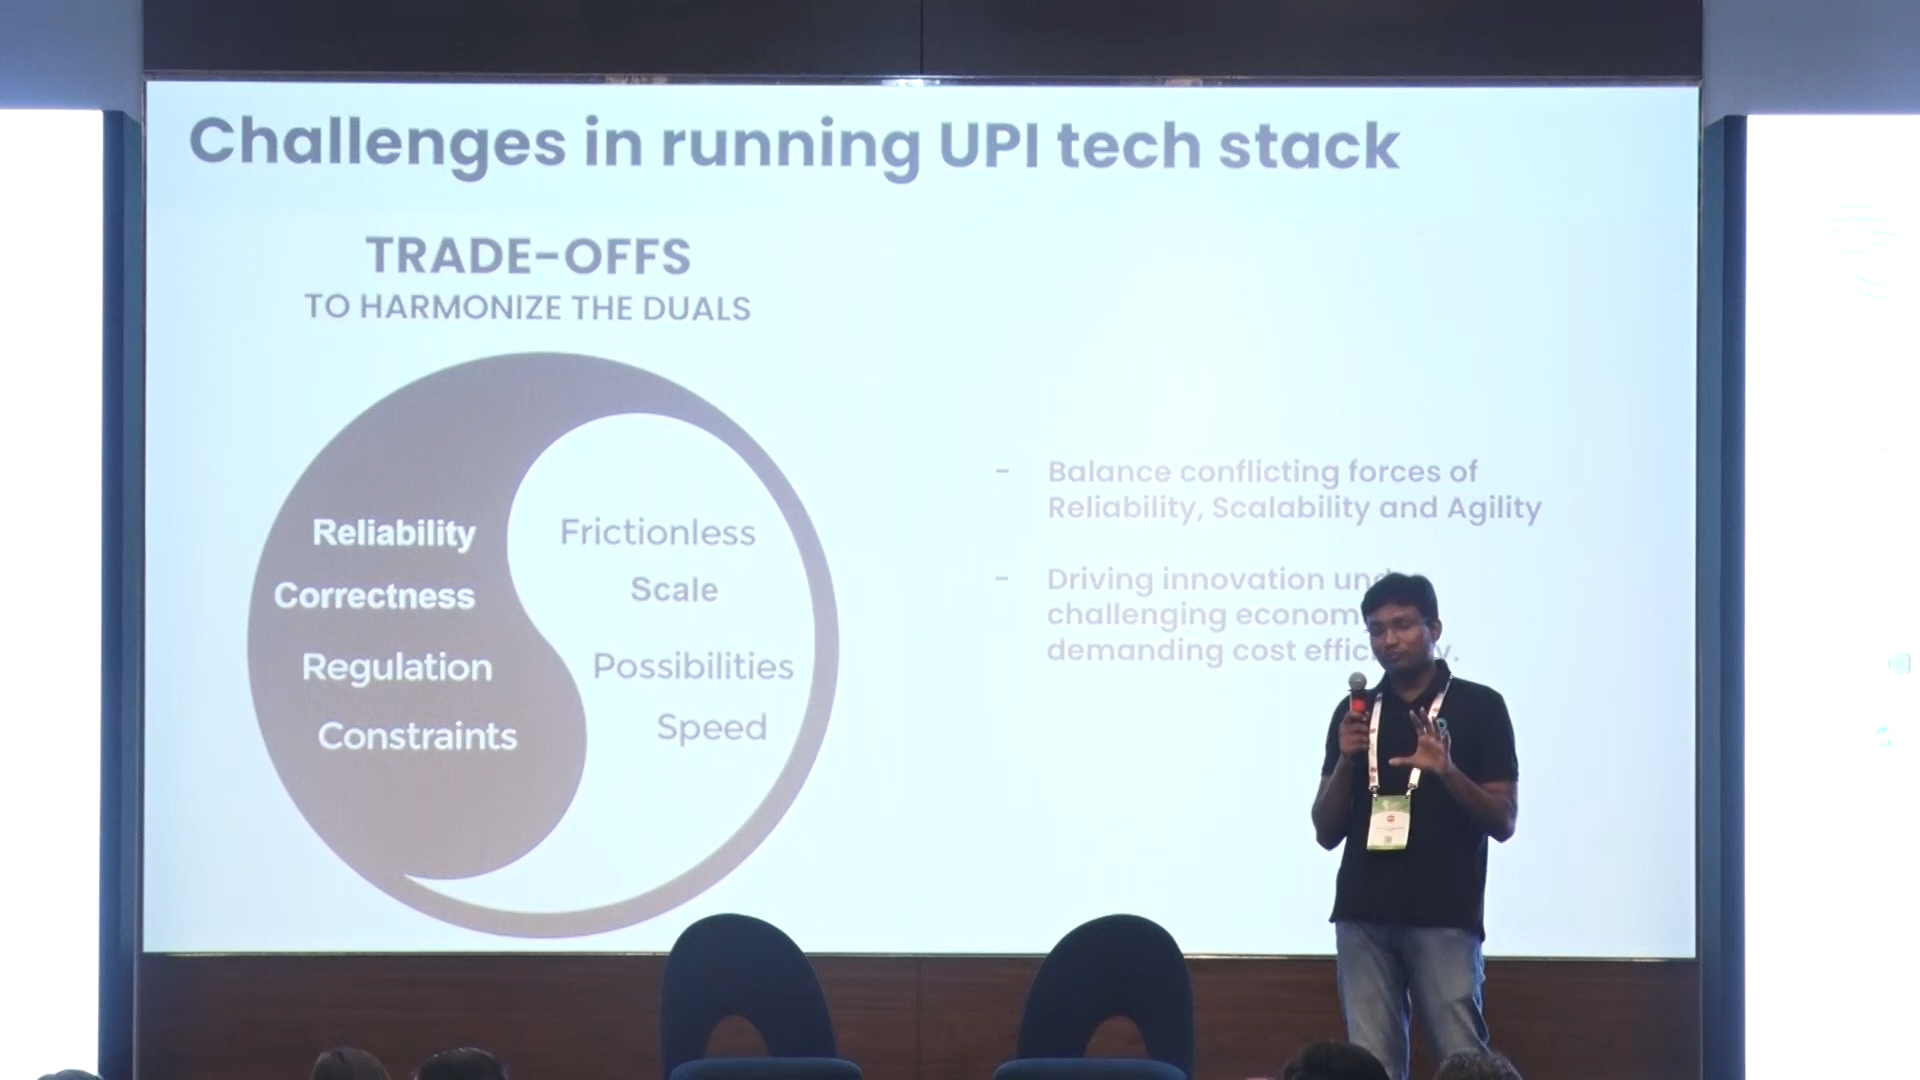 Challenges in running UPI tech stack
TRADE-OFFS
TO HARMONIZE THE DUALS
Reliability
Correctness
Regulation
Constraints
Frictionless
Scale
Possibilities
Speed
- Balance conflicting forces of
Reliability, Scalability and Agility
- Driving innovation
challenging
demanding cost